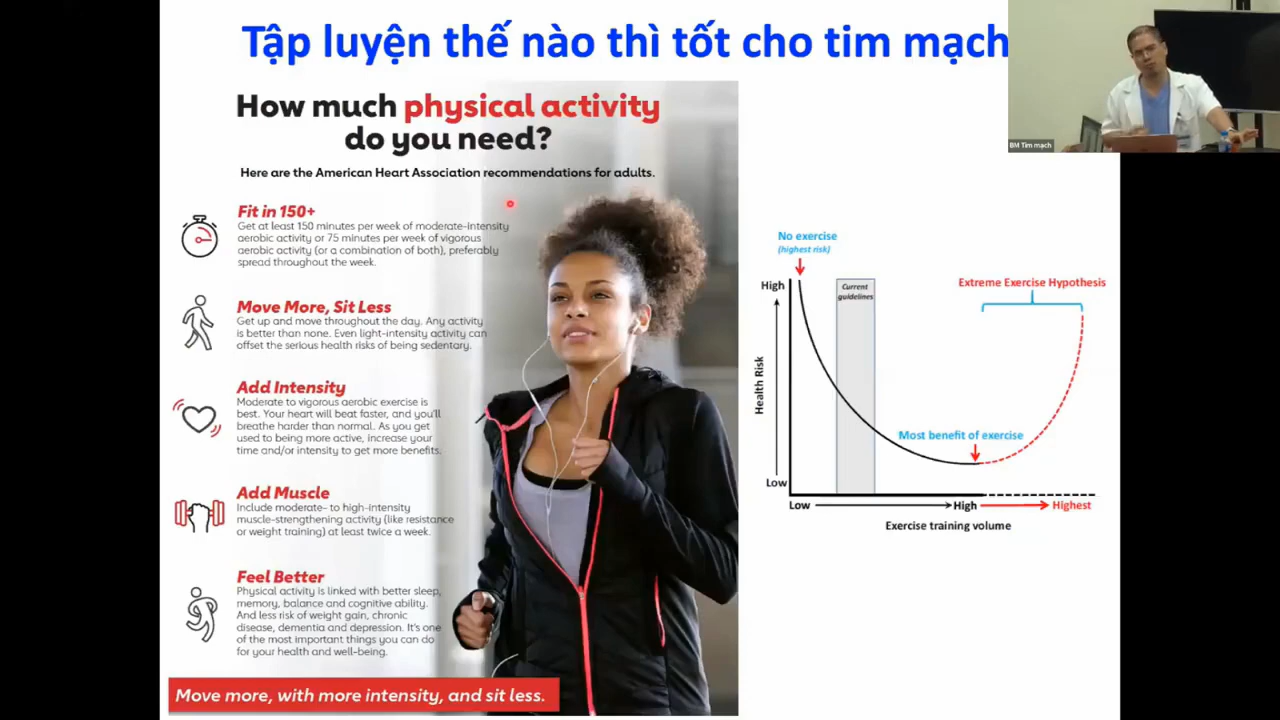 Tập luyện thế nào thì tốt cho tim mạch
BM Tim mạch
How much physical activity
do you need?
Here are the American Heart Association recommendations for adults.
Fit in 150+
Get at least 150 minutes per week of moderate-intensity
aerobic activity or 75 minutes per week of vigorous
aerobic activity (or a combination of both), preferably
spread throughout the week.
Move More, Sit Less
Get up and move throughout the day. Any activity
is better than none. Even light-intensity activity can
offset the serious health risks of being sedentary.
Add Intensity
Moderate to vigorous aerobic exercise is
best. Your heart will beat faster, and you'll
breathe harder than normal. As you get
used to being more active, increase your
time and/or intensity to get more benefits.
Add Muscle
Include moderate- to high-intensity
muscle-strengthening activity (like resistance
or weight training) at least twice a week.
Feel Better
Physical activity is linked with better sleep,
memory, balance and cognitive ability.
And less risk of weight gain, chronic
disease, dementia and depression. It's one
of the most important things you can do
for your health and well-being.
Move more, with more intensity, and sit less.
No exercise
(highest risk)
High
Current
guidelines
Extreme Exercise Hypothesis
Health Risk
Most benefit of exercise
Low
Low
High
Highest
Exercise training volume